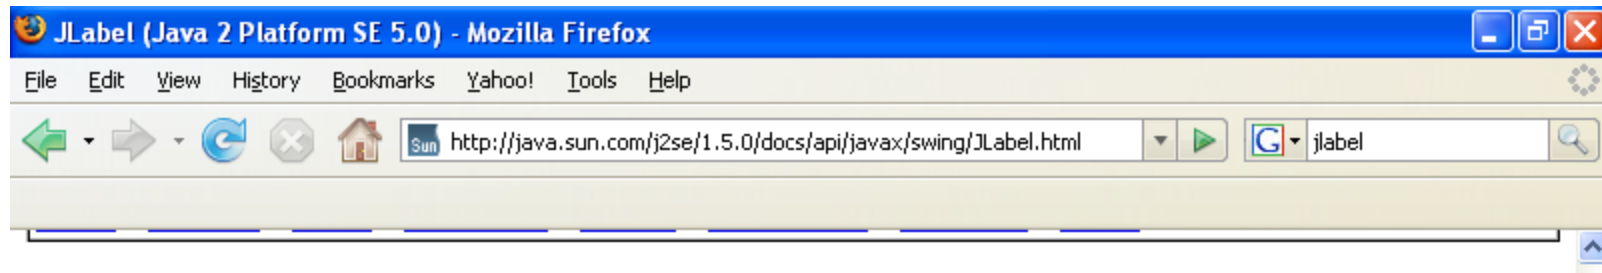 JLabel (Java 2 Platform SE 5.0) - Mozilla Firefox
File Edit View History Bookmarks Yahoo! Tools Help
Sun http://java.sun.com/j2se/1.5.0/docs/api/javax/swing/JLabel.html G jlabel